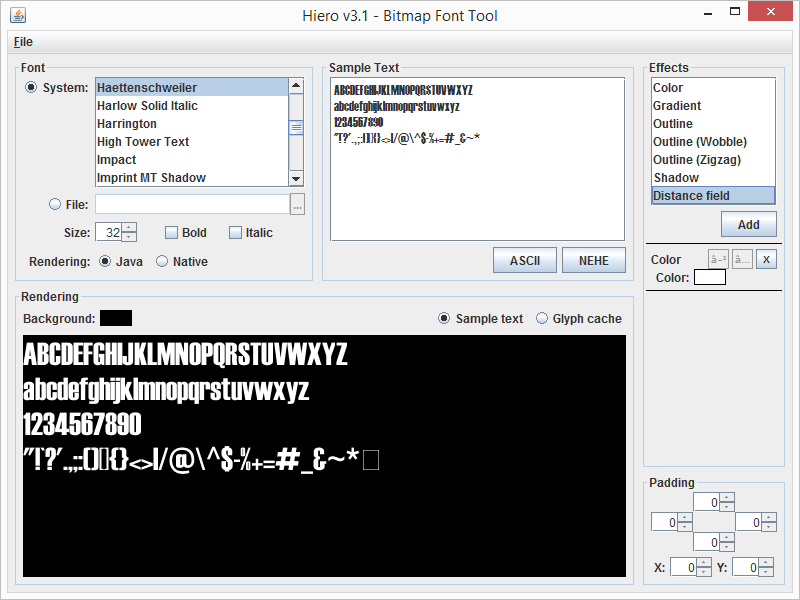 Hiero v3.1 - Bitmap Font Tool
File
Font
System:
Haettenschweiler
Harlow Solid Italic
Harrington
High Tower Text
Impact
Imprint MT Shadow
File:
...
Size: 32 Bold Italic
Rendering: Java Native
Sample Text
ABCDEFGHIJKLMNOPQRSTUVWXYZ
abcdefghijklmnopqrstuvwxyz
1234567890
"!`?'.,;:()[]{}<>|/@\^$-%+=#_&~*
ASCII NEHE
Effects
Color
Gradient
Outline
Outline (Wobble)
Outline (Zigzag)
Shadow
Distance field
Add
Color X
Color:
Rendering
Background: Sample text Glyph cache
ABCDEFGHIJKLMNOPQRSTUVWXYZ
abcdefghijklmnopqrstuvwxyz
1234567890
"!`?'.,;:()[]{}<>|/@\^$-%+=#_&~*
Padding
0
0 0
0
X: 0 Y: 0